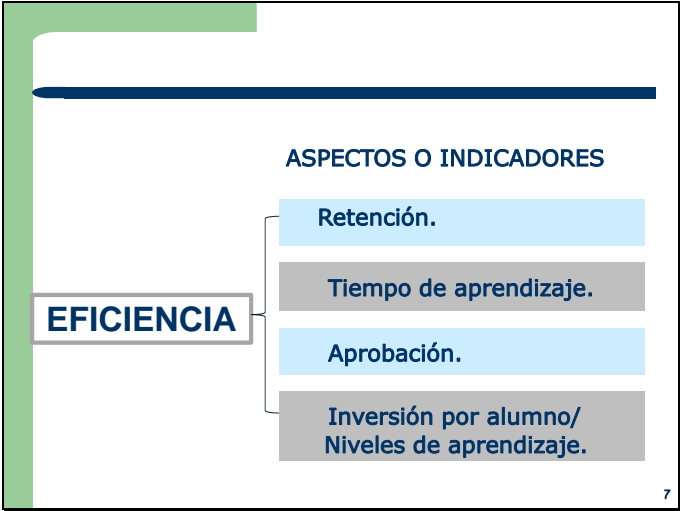 ASPECTOS O INDICADORES
Retención.
Tiempo de aprendizaje.
EFICIENCIA
Aprobación.
Inversión por alumno/
Niveles de aprendizaje.
7